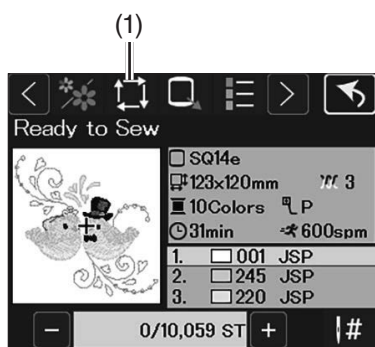 (1)
Ready to Sew
SQ14e
123x120mm 3
10Colors P
31min 600spm
1. 001 JSP
2. 245 JSP
3. 220 JSP
− 0/10,059 ST + #